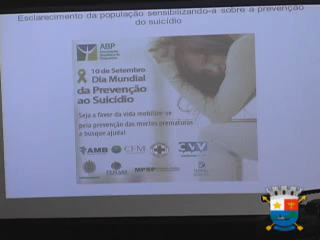 Esclarecimento da população sensibilizando-a sobre a prevenção
do suicídio
ABP
10 de Setembro
Dia Mundial
da Prevenção
ao Suicídio
Seja a favor da vida mobilize-se
pela prevenção das mortes prematuras
e busque ajuda!
AMB
CFM
CVV